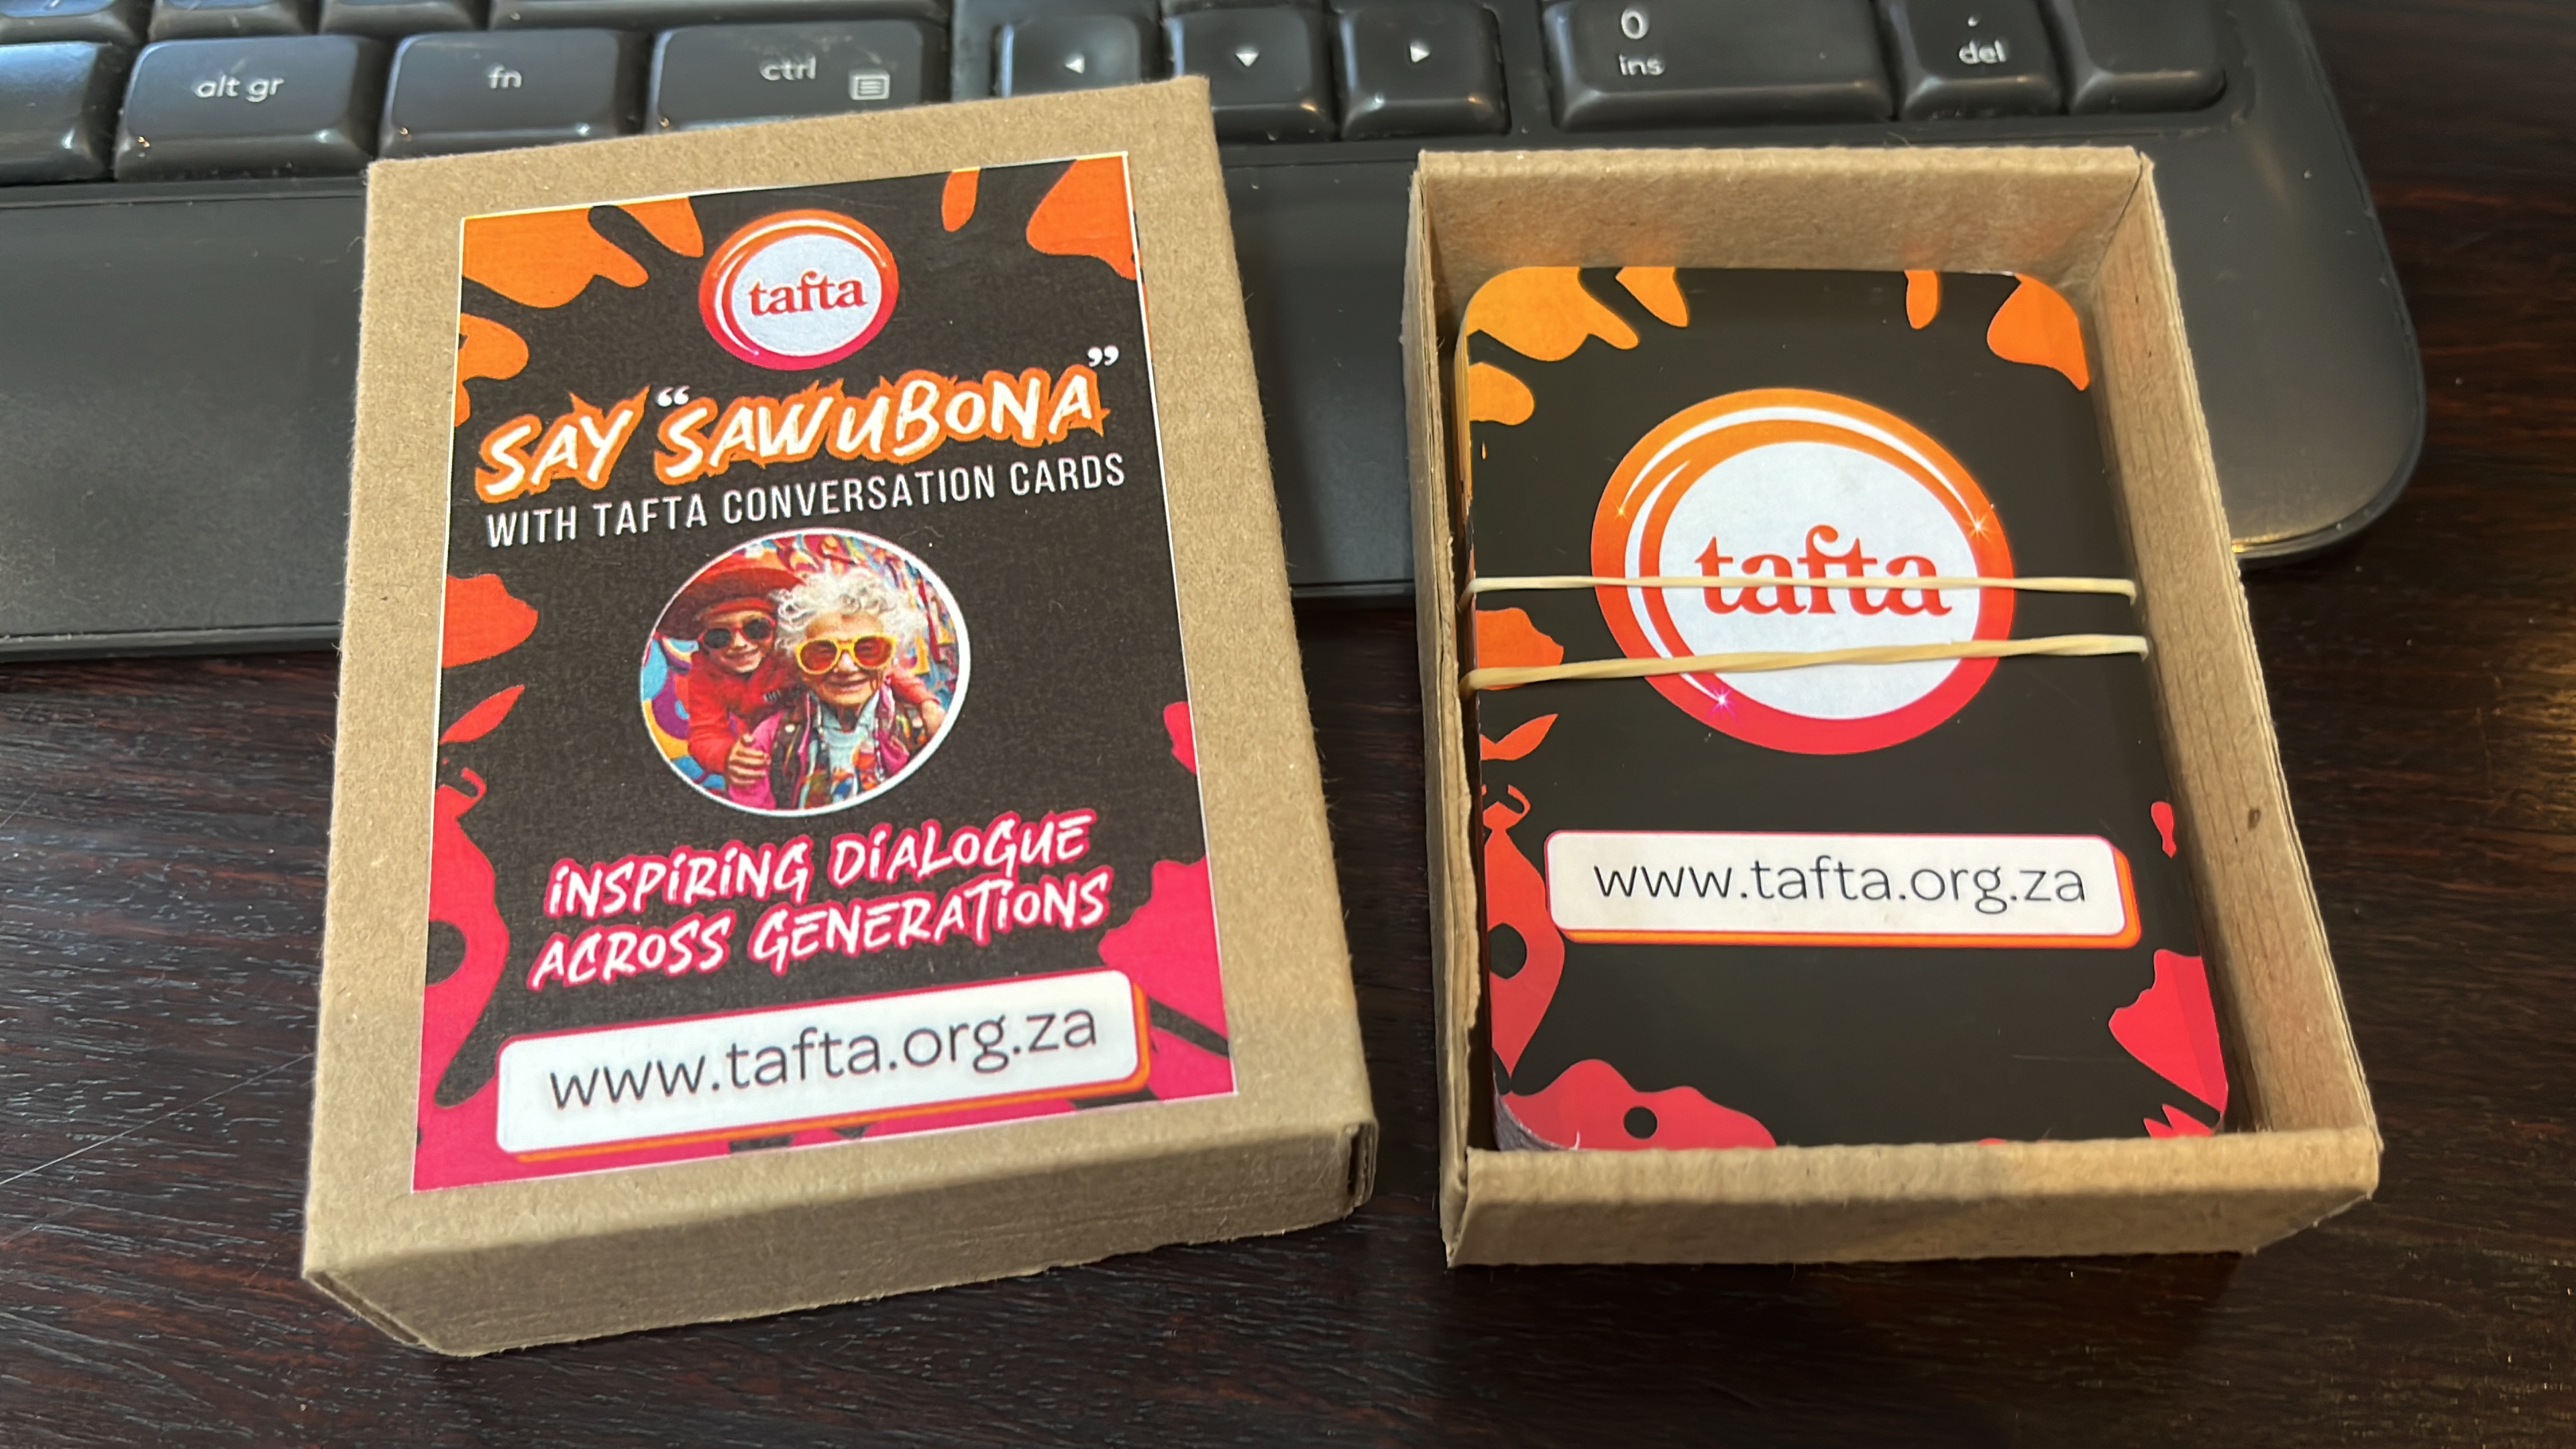 alt gr
fn
ctrl
0
ins
.
del
tafta
SAY "SAWUBONA"
WITH TAFTA CONVERSATION CARDS
INSPIRING DIALOGUE
ACROSS GENERATIONS
www.tafta.org.za
tafta
www.tafta.org.za